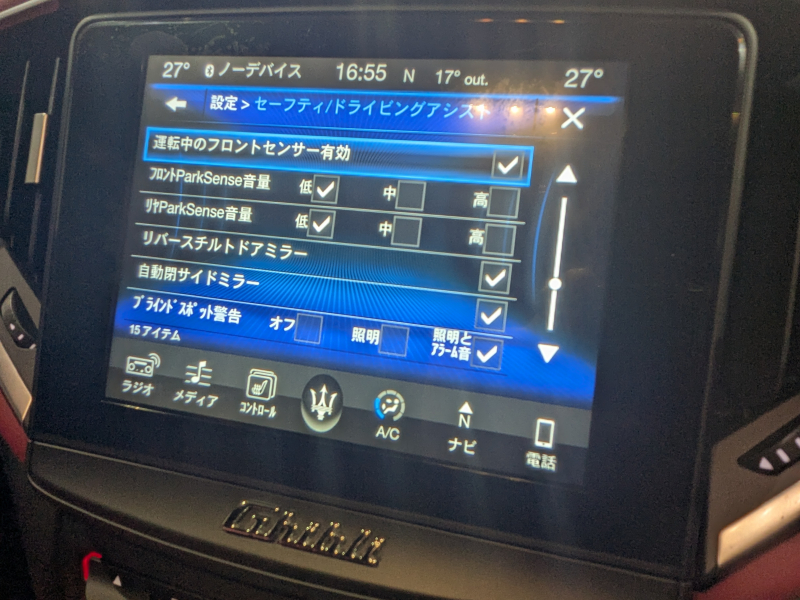 27° ノーデバイス 16:55 N 17° out. 27°
設定 > セーフティ/ドライビングアシスト
運転中のフロントセンサー有効
フロントParkSense音量 低 中 高
リヤParkSense音量 低 中 高
リバースチルトドアミラー
自動閉サイドミラー
ブラインドスポット警告 オフ 照明 照明と
アラーム音
15アイテム
ラジオ メディア コントロール A/C N
ナビ 電話
Ghibli